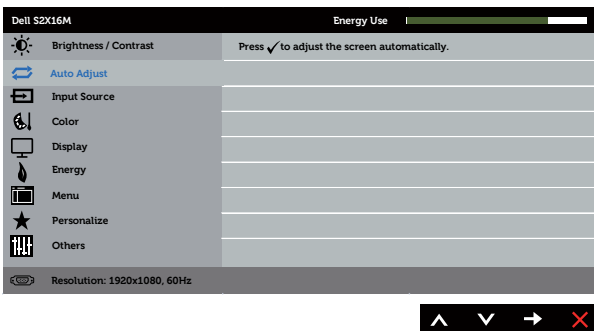 Dell S2X16M Energy Use
Brightness / Contrast Press ✓ to adjust the screen automatically.
Auto Adjust
Input Source
Color
Display
Energy
Menu
Personalize
Others
Resolution: 1920x1080, 60Hz